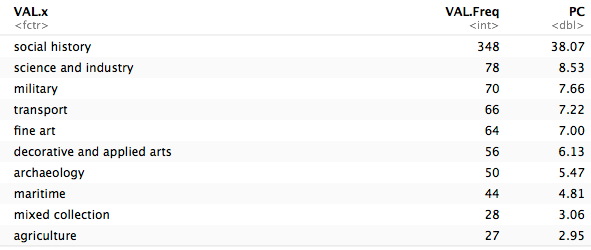 VAL.x VAL.Freq PC
<fctr> <int> <dbl>
social history 348 38.07
science and industry 78 8.53
military 70 7.66
transport 66 7.22
fine art 64 7.00
decorative and applied arts 56 6.13
archaeology 50 5.47
maritime 44 4.81
mixed collection 28 3.06
agriculture 27 2.95